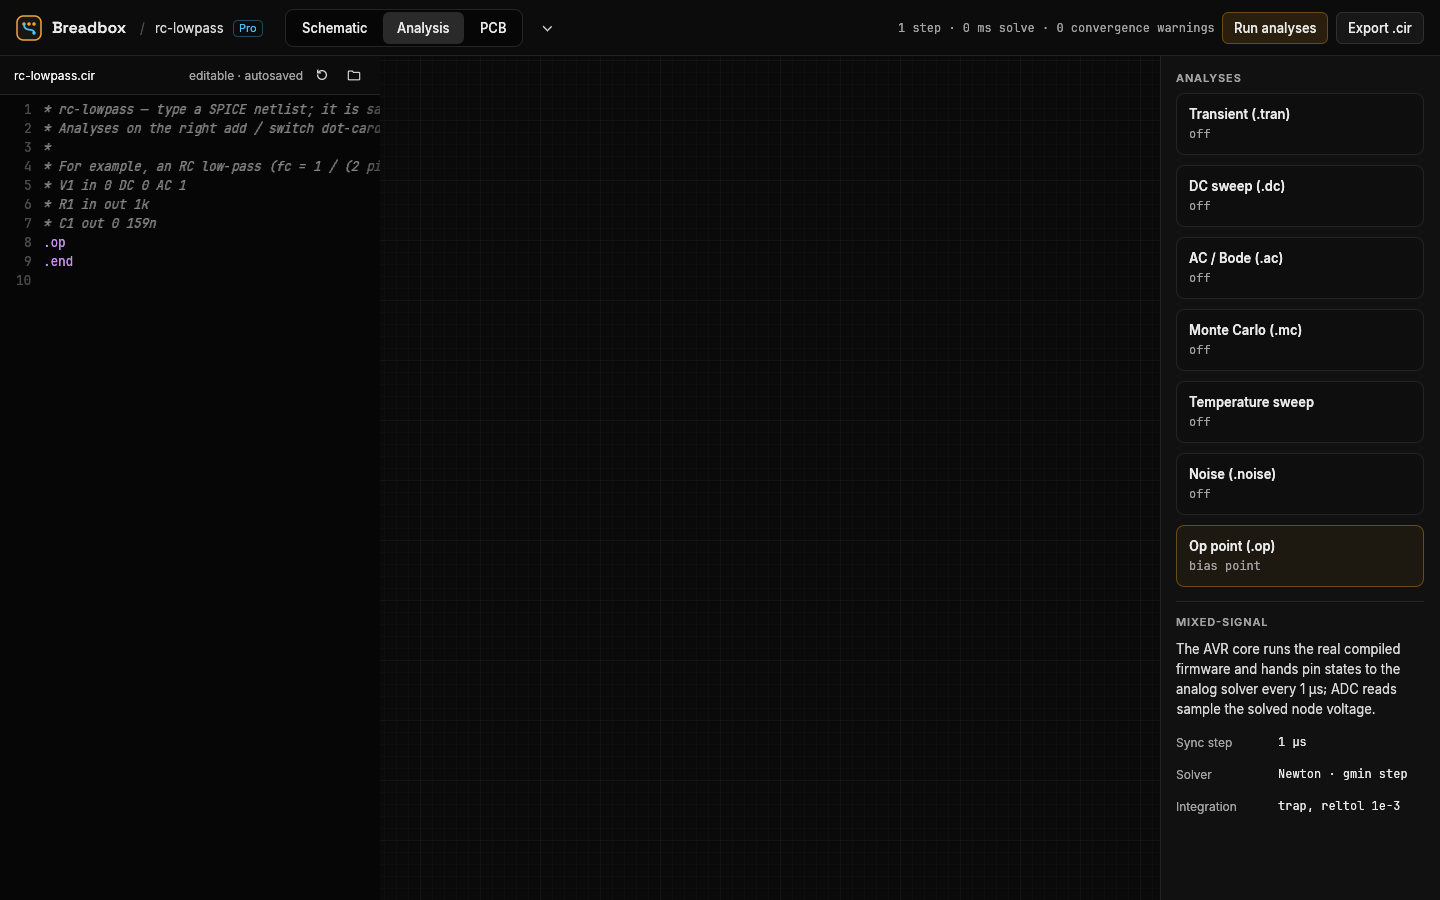 Breadbox / rc-lowpass Pro Schematic Analysis PCB 1 step · 0 ms solve · 0 convergence warnings Run analyses Export .cir
rc-lowpass.cir editable · autosaved
1 * rc-lowpass — type a SPICE netlist; it is sa
2 * Analyses on the right add / switch dot-card
3 *
4 * For example, an RC low-pass (fc = 1 / (2 pi
5 * V1 in 0 DC 0 AC 1
6 * R1 in out 1k
7 * C1 out 0 159n
8 .op
9 .end
10
ANALYSES
Transient (.tran)
off
DC sweep (.dc)
off
AC / Bode (.ac)
off
Monte Carlo (.mc)
off
Temperature sweep
off
Noise (.noise)
off
Op point (.op)
bias point
MIXED-SIGNAL
The AVR core runs the real compiled
firmware and hands pin states to the
analog solver every 1 µs; ADC reads
sample the solved node voltage.
Sync step 1 µs
Solver Newton · gmin step
Integration trap, reltol 1e-3